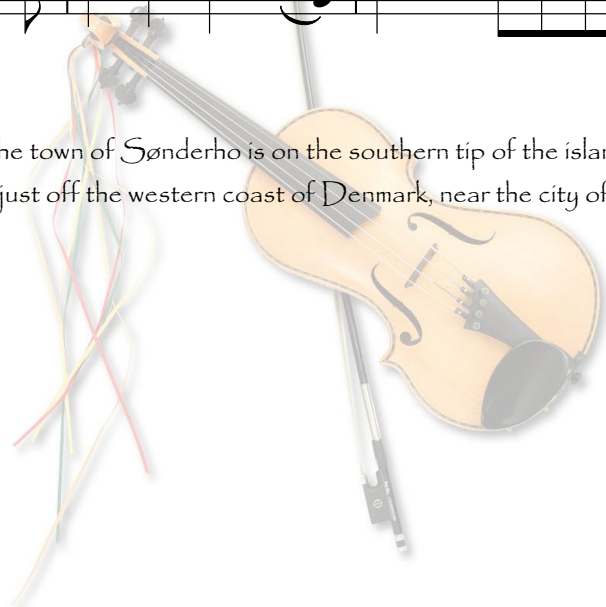 he town of Sønderho is on the southern tip of the islan
just off the western coast of Denmark, near the city of